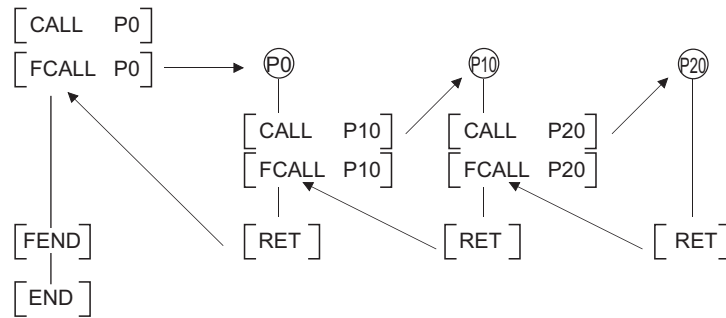 CALL P0
FCALL P0
P0
P10
P20
CALL P10
CALL P20
FCALL P10
FCALL P20
FEND
RET
RET
RET
END